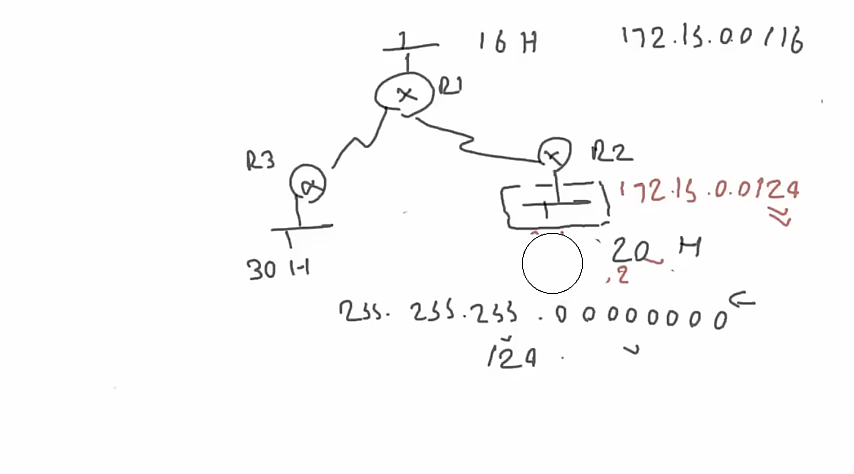 16 H
172.15.0.0/16
R1
R3
R2
172.15.0.0/24
30 H
20 H
.2
255.255.255.00000000
/24